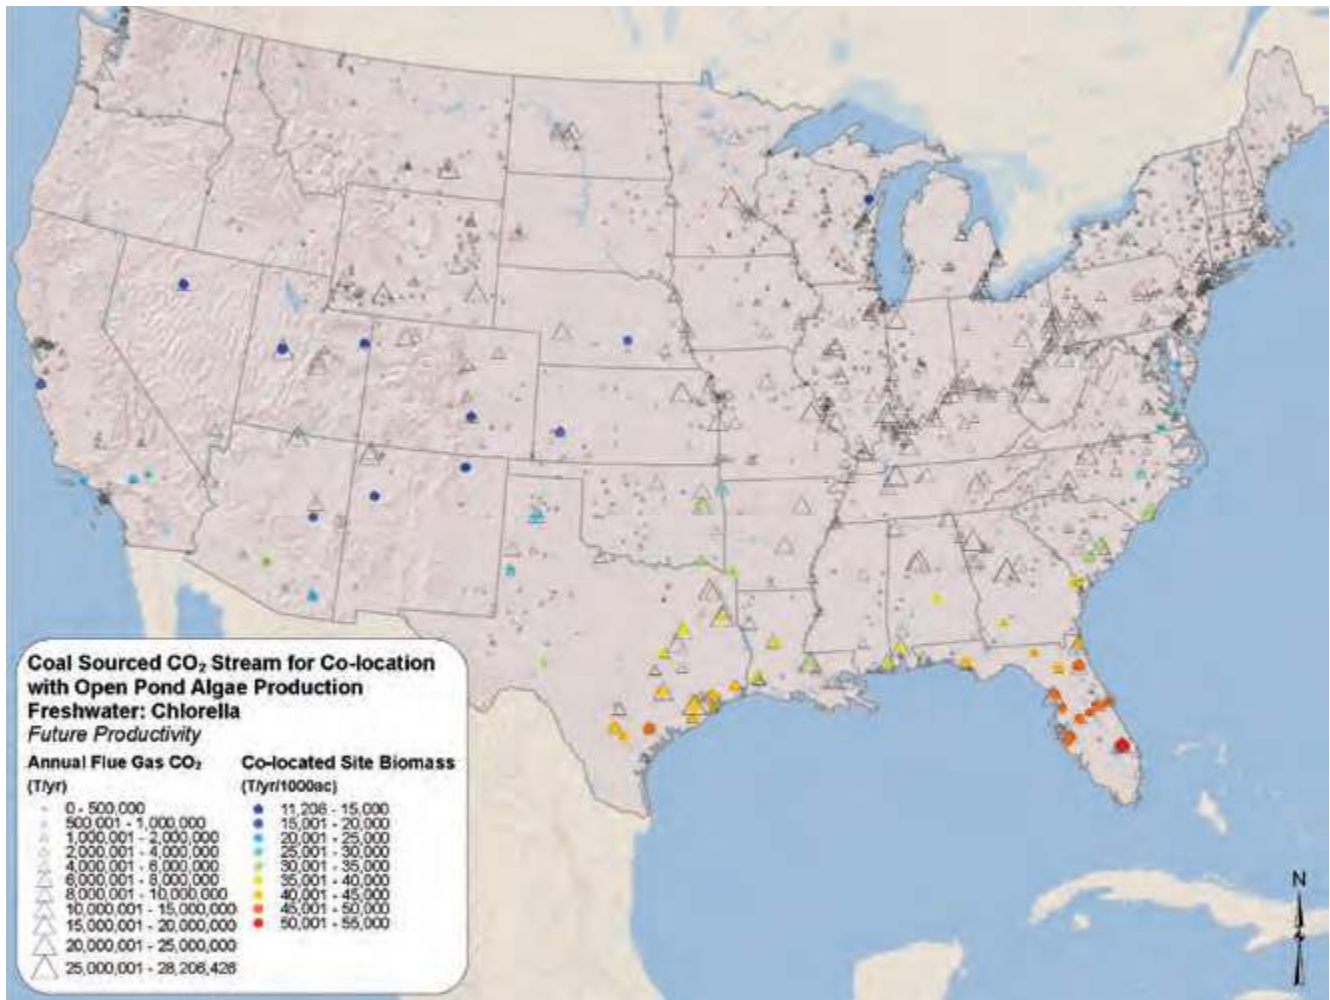 N
Coal Sourced CO₂ Stream for Co-location
with Open Pond Algae Production
Freshwater: Chlorella
Future Productivity
Annual Flue Gas CO₂
(T/yr)
0 - 500,000
500,001 - 1,000,000
1,000,001 - 2,000,000
2,000,001 - 4,000,000
4,000,001 - 6,000,000
6,000,001 - 8,000,000
8,000,001 - 10,000,000
10,000,001 - 15,000,000
15,000,001 - 20,000,000
20,000,001 - 25,000,000
25,000,001 - 28,206,426
Co-located Site Biomass
(T/yr/1000ac)
11,206 - 15,000
15,001 - 20,000
20,001 - 25,000
25,001 - 30,000
30,001 - 35,000
35,001 - 40,000
40,001 - 45,000
45,001 - 50,000
50,001 - 55,000